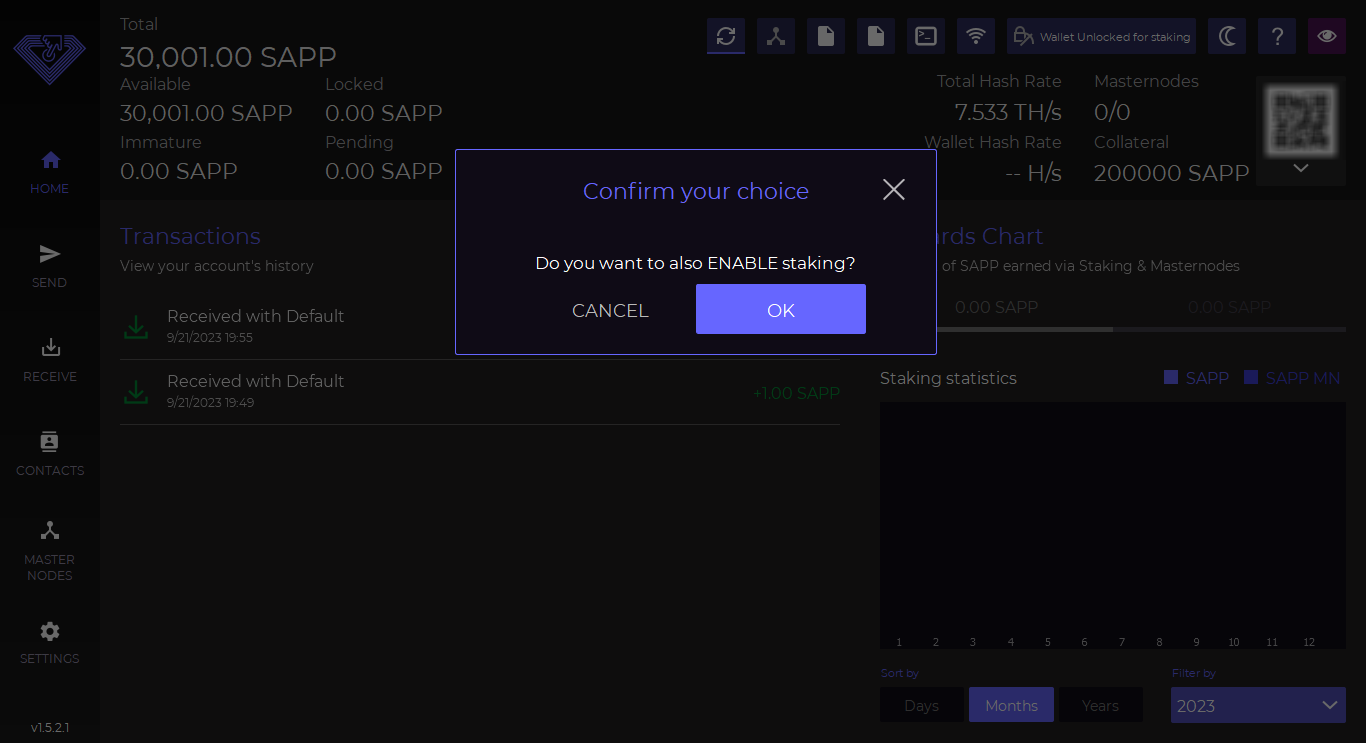 Total
30,001.00 SAPP
Available
Locked
30,001.00 SAPP
0.00 SAPP
Immature
Pending
0.00 SAPP
0.00 SAPP
Wallet Unlocked for staking
?
Total Hash Rate
Masternodes
7.533 TH/s
0/0
Wallet Hash Rate
Collateral
-- H/s
200000 SAPP
HOME
SEND
RECEIVE
CONTACTS
MASTER
NODES
SETTINGS
v1.5.2.1
Confirm your choice
Do you want to also ENABLE staking?
CANCEL
OK
Transactions
View your account's history
Received with Default
9/21/2023 19:55
Received with Default
9/21/2023 19:49
+1.00 SAPP
rds Chart
of SAPP earned via Staking & Masternodes
0.00 SAPP
0.00 SAPP
Staking statistics
SAPP
SAPP MN
1 2 3 4 5 6 7 8 9 10 11 12
Sort by
Filter by
Days
Months
Years
2023